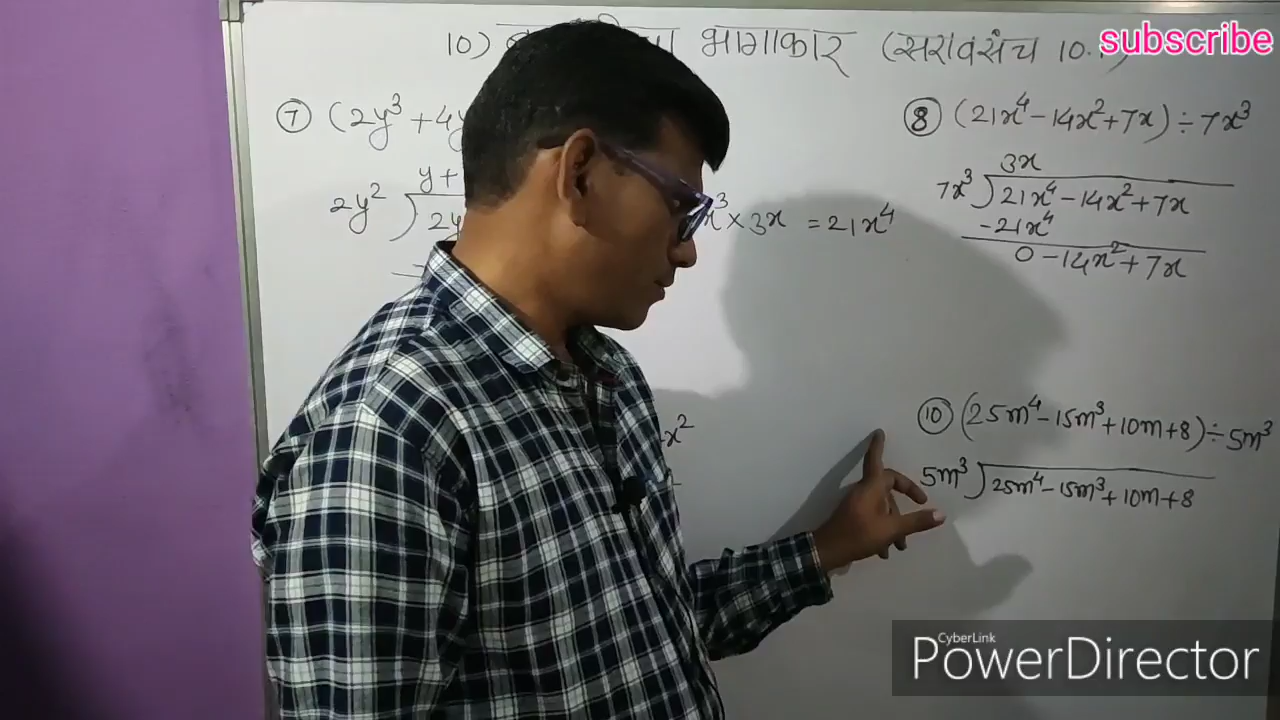 10) भागाकार (सरावसंच 10.1)
subscribe
⑦ (2y³ + 4y
y +
2y² ) 2y
x³ × 3x = 21x⁴
x²
⑧ (21x⁴ - 14x² + 7x) ÷ 7x³
3x
7x³ ) 21x⁴ - 14x² + 7x
- 21x⁴
0 - 14x² + 7x
⑩ (25m⁴ - 15m³ + 10m + 8) ÷ 5m³
5m³ ) 25m⁴ - 15m³ + 10m + 8
CyberLink
PowerDirector